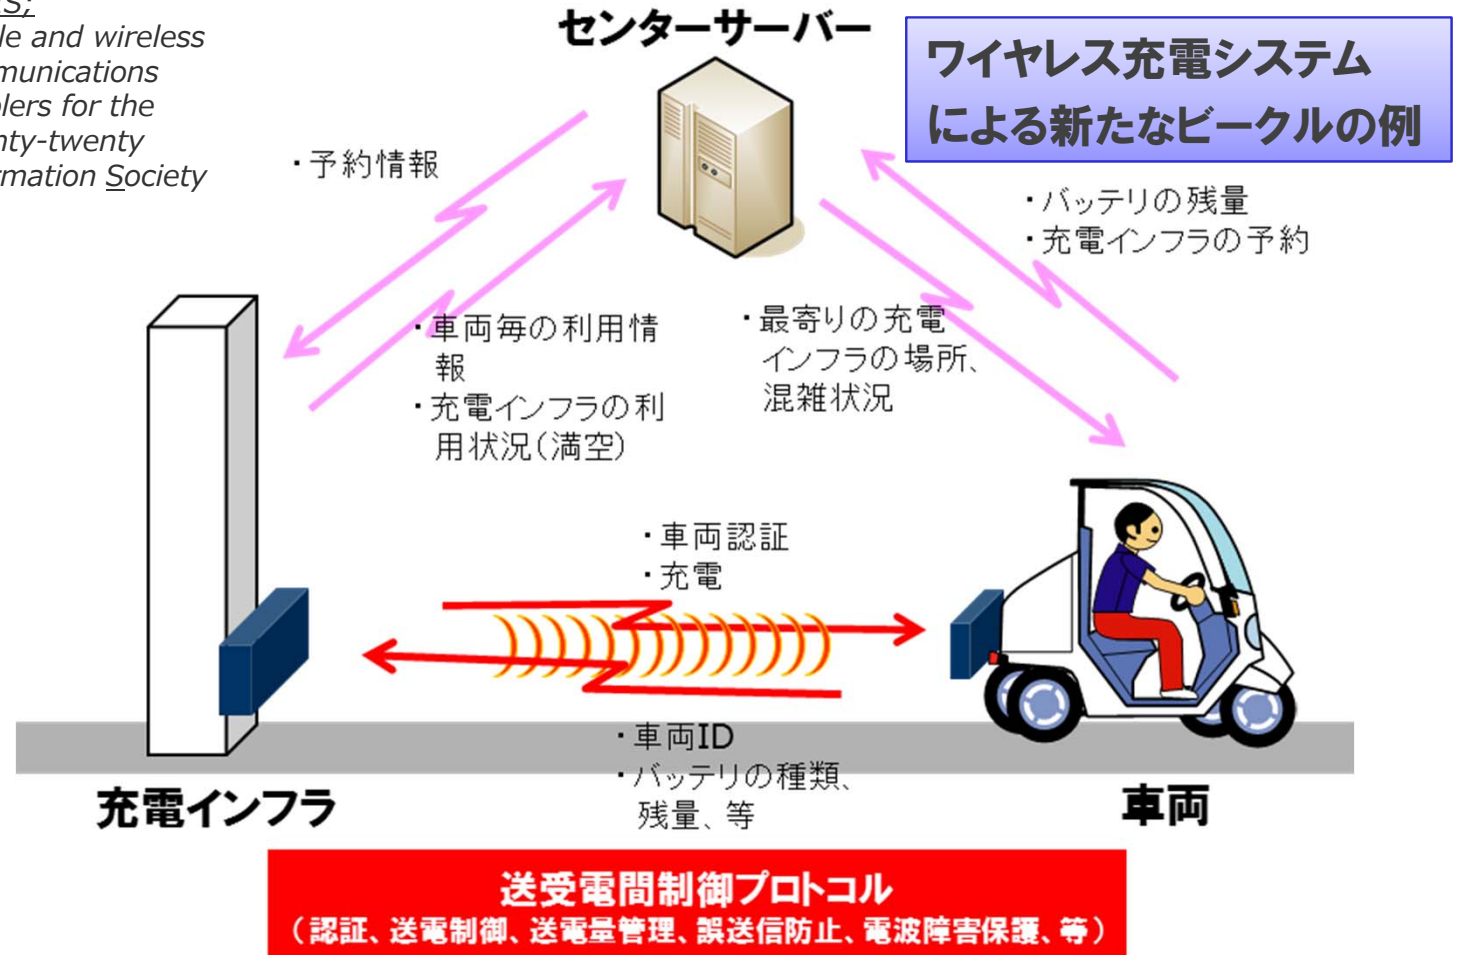 le and wireless
munications
lers for the
nty-twenty
rmation Society
センターサーバー
ワイヤレス充電システム
による新たなビークルの例
・予約情報
・バッテリの残量
・充電インフラの予約
・車両毎の利用情
報
・充電インフラの利
用状況(満空)
・最寄りの充電
インフラの場所、
混雑状況
・車両認証
・充電
・車両ID
・バッテリの種類、
残量、等
充電インフラ
車両
送受電間制御プロトコル
(認証、送電制御、送電量管理、誤送信防止、電波障害保護、等)